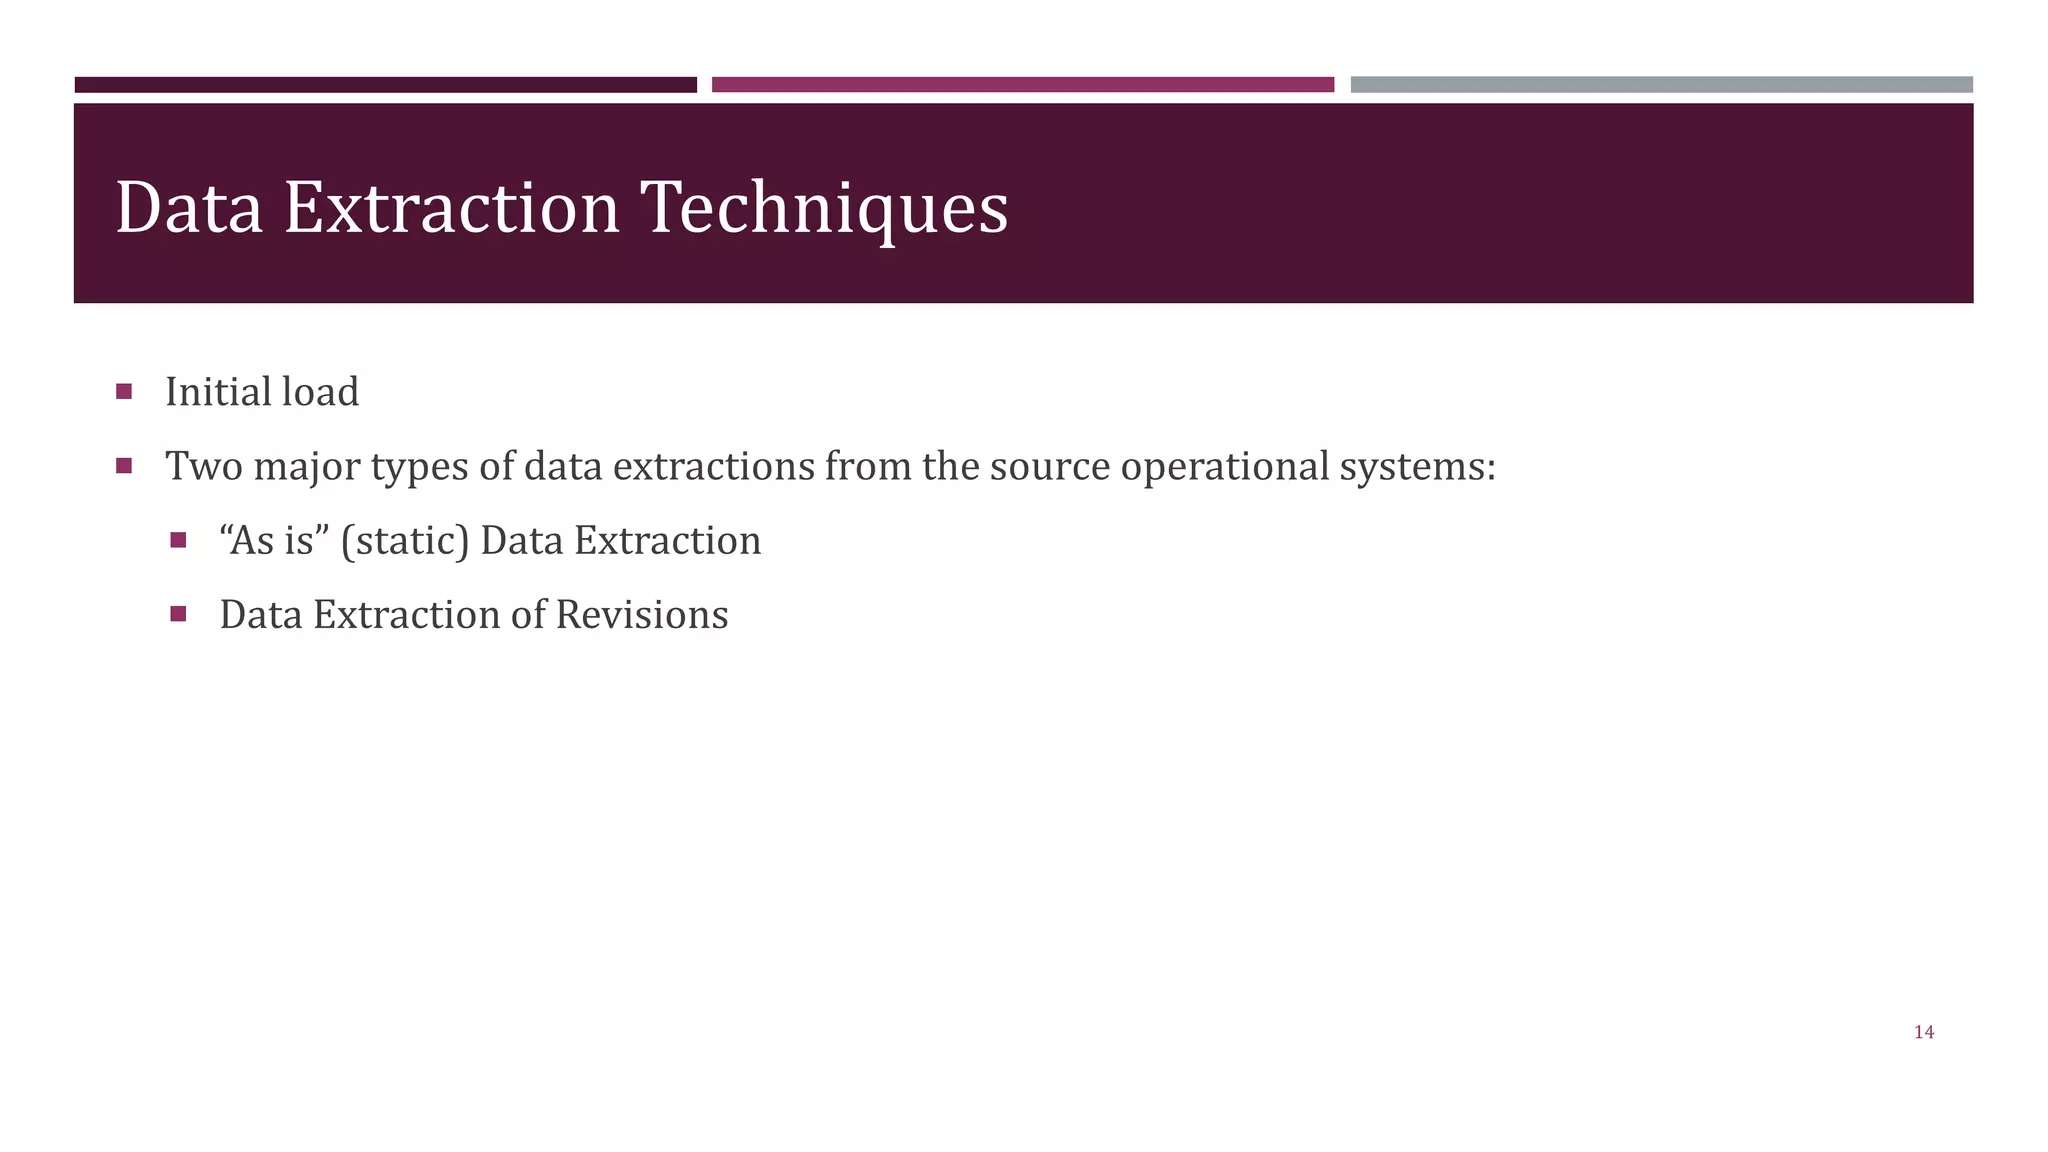 Data Extraction Techniques
Initial load
Two major types of data extractions from the source operational systems:
“As is” (static) Data Extraction
Data Extraction of Revisions
14